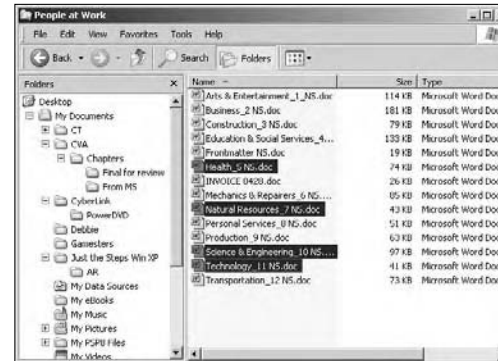 People at Work
File Edit View Favorites Tools Help
Back Search Folders
Folders
Desktop
My Documents
CT
CVA
Chapters
Final for review
From MS
CyberLink
PowerDVD
Debbie
Gamesters
Just the Steps Win XP
AR
My Data Sources
My eBooks
My Music
My Pictures
My PSP8 Files
My Videos
Name Size Type
Arts & Entertainment_1_NS.doc 114 KB Microsoft Word Doc
Business_2 NS.doc 181 KB Microsoft Word Doc
Construction_3 NS.doc 79 KB Microsoft Word Doc
Education & Social Services_4... 133 KB Microsoft Word Doc
Frontmatter NS.doc 19 KB Microsoft Word Doc
Health_5 NS.doc 74 KB Microsoft Word Doc
INVOICE 0428.doc 26 KB Microsoft Word Doc
Mechanics & Repairers_6 NS.... 85 KB Microsoft Word Doc
Natural Resources_7 NS.doc 43 KB Microsoft Word Doc
Personal Services_8 NS.doc 51 KB Microsoft Word Doc
Production_9 NS.doc 63 KB Microsoft Word Doc
Science & Engineering_10 NS.... 97 KB Microsoft Word Doc
Technology_11 NS.doc 41 KB Microsoft Word Doc
Transportation_12 NS.doc 73 KB Microsoft Word Doc